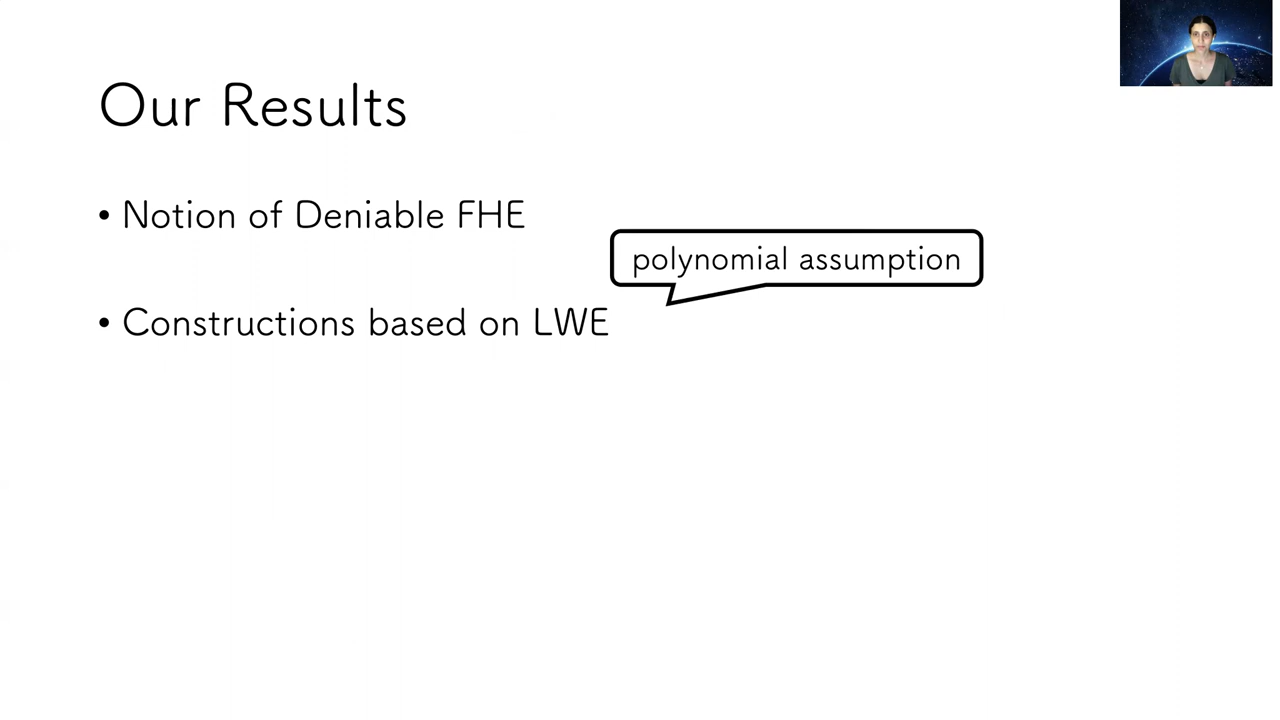 Our Results
• Notion of Deniable FHE
polynomial assumption
• Constructions based on LWE